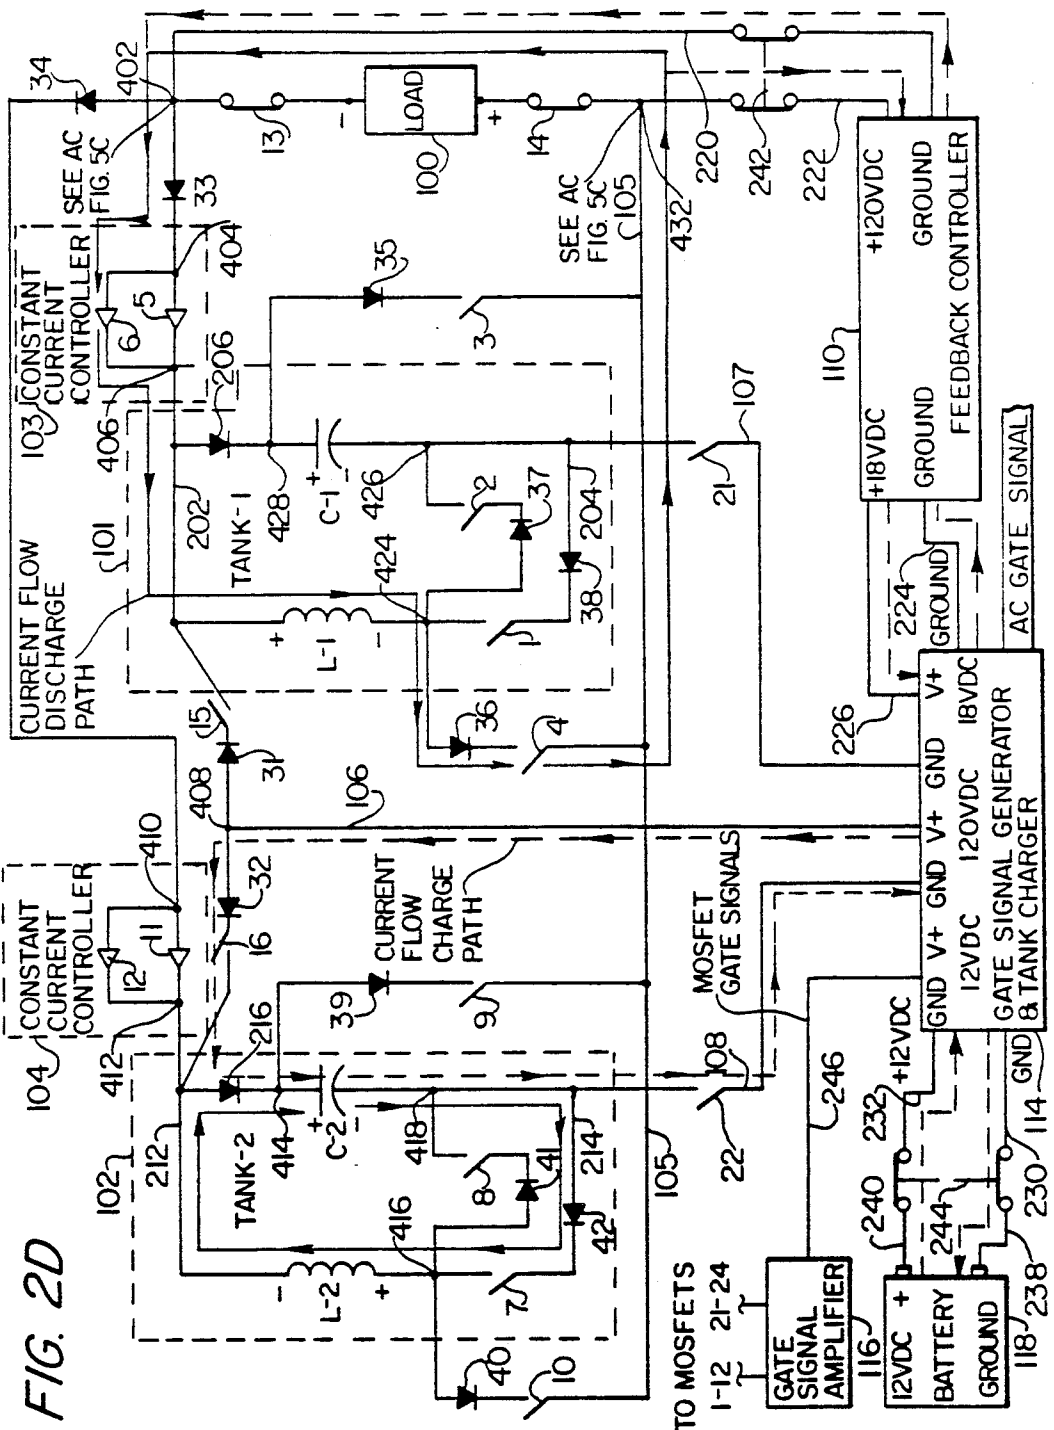 FIG. 2D
104
CONSTANT
CURRENT
CONTROLLER
12
11
410
412
103
CONSTANT
CURRENT
CONTROLLER
6
5
404
406
SEE AC
FIG. 5C
34
402
33
CURRENT FLOW
DISCHARGE
PATH
101
202
TANK-1
206
428
C-1
+
-
426
L-1
+
-
424
2
37
1
38
204
35
3
36
4
15
31
408
106
32
16
102
212
TANK-2
216
414
C-2
+
-
418
L-2
-
+
416
8
41
7
42
214
39
9
40
10
CURRENT
FLOW
CHARGE
PATH
105
13
-
LOAD
+
100
14
SEE AC
FIG. 5C
105
432
220
242
222
21
107
22
108
MOSFET
GATE SIGNALS
246
TO MOSFETS
1-12 21-24
GATE
SIGNAL
AMPLIFIER
116
12VDC +
BATTERY
GROUND
118
238
240
244
230
232
+12VDC
GND
114
GND V+ GND V+ GND V+
12VDC 120VDC 18VDC
GATE SIGNAL GENERATOR
& TANK CHARGER
226
224
GROUND
AC GATE SIGNAL
110
+18VDC +120VDC
GROUND GROUND
FEEDBACK CONTROLLER